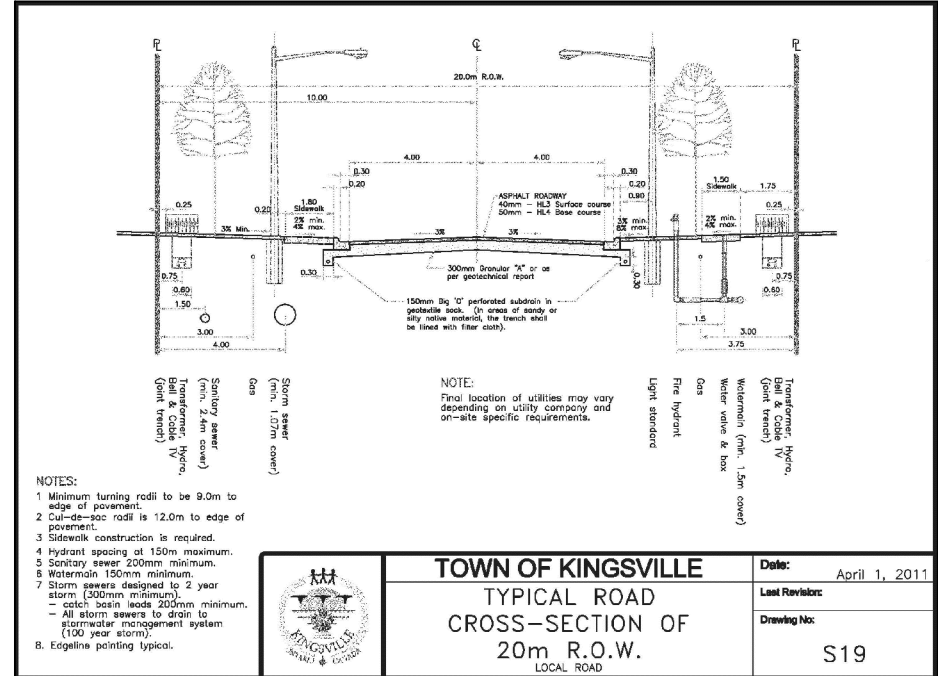 ℄ ℄ ℄
20.0m R.O.W.
10.00
4.00 4.00
0.30 0.30
0.20 0.20
0.90
1.50
Sidewalk
1.75
1.80
Sidewalk
0.20
0.25 0.25
ASPHALT ROADWAY
40mm – HL3 Surface course
50mm – HL4 Base course
3% Min.
2% min.
4% max.
3% 3%
3% min.
8% max.
2% min.
4% max.
300mm Granular "A" or as
per geotechnical report
0.30
0.30
0.75 0.75
0.60 0.60
1.50
3.00
4.00
1.5
3.00
3.75
150mm Big 'O' perforated subdrain in
geotextile sock. (In areas of sandy or
silty native material, the trench shall
be lined with filter cloth).
Transformer, Hydro,
Bell & Cable TV
(joint trench)
Sanitary sewer
(min. 2.4m cover)
Gas
Storm sewer
(min. 1.07m cover)
NOTE:
Final location of utilities may vary
depending on utility company and
on-site specific requirements.
Light standard
Fire hydrant
Gas
Water valve & box
Watermain (min. 1.5m cover)
Transformer, Hydro,
Bell & Cable TV
(joint trench)
NOTES:
1 Minimum turning radii to be 9.0m to
edge of pavement.
2 Cul-de-sac radii is 12.0m to edge of
pavement.
3 Sidewalk construction is required.
4 Hydrant spacing at 150m maximum.
5 Sanitary sewer 200mm minimum.
6 Watermain 150mm minimum.
7 Storm sewers designed to 2 year
storm (300mm minimum).
– catch basin leads 200mm minimum.
– All storm sewers to drain to
stormwater management system
(100 year storm).
8. Edgeline painting typical.
KINGSVILLE
CANADA
TOWN OF KINGSVILLE
TYPICAL ROAD
CROSS–SECTION OF
20m R.O.W.
LOCAL ROAD
Date:
April 1, 2011
Last Revision:
Drawing No:
S19